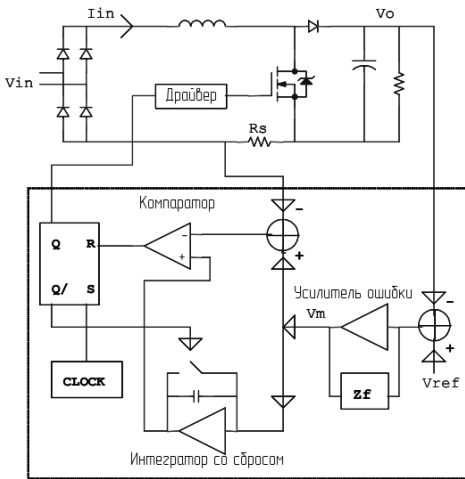 Iin
Vo
Vin
Драйвер
Rs
Компаратор
-
- +
Q R
+
Q/ S
Усилитель ошибки
-
Vm
+
CLOCK
Zf
Vref
Интегратор со сбросом